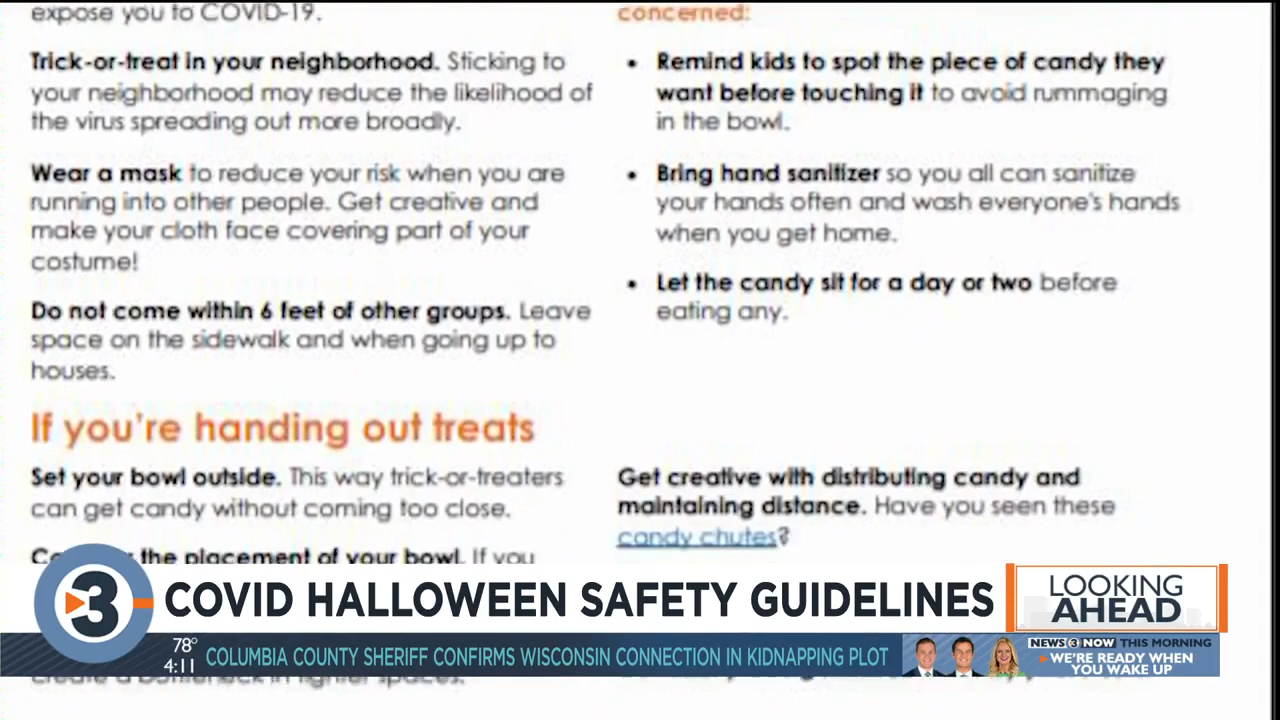 expose you to COVID-19.
Trick-or-treat in your neighborhood. Sticking to
your neighborhood may reduce the likelihood of
the virus spreading out more broadly.
Wear a mask to reduce your risk when you are
running into other people. Get creative and
make your cloth face covering part of your
costume!
Do not come within 6 feet of other groups. Leave
space on the sidewalk and when going up to
houses.
concerned:
• Remind kids to spot the piece of candy they
want before touching it to avoid rummaging
in the bowl.
• Bring hand sanitizer so you all can sanitize
your hands often and wash everyone's hands
when you get home.
• Let the candy sit for a day or two before
eating any.
If you're handing out treats
Set your bowl outside. This way trick-or-treaters
can get candy without coming too close.
the placement of your bowl. If you
Get creative with distributing candy and
maintaining distance. Have you seen these
candy chutes?
3
COVID HALLOWEEN SAFETY GUIDELINES
LOOKING
AHEAD
78°
4:11
COLUMBIA COUNTY SHERIFF CONFIRMS WISCONSIN CONNECTION IN KIDNAPPING PLOT
NEWS 3 NOW THIS MORNING
WE'RE READY WHEN
YOU WAKE UP